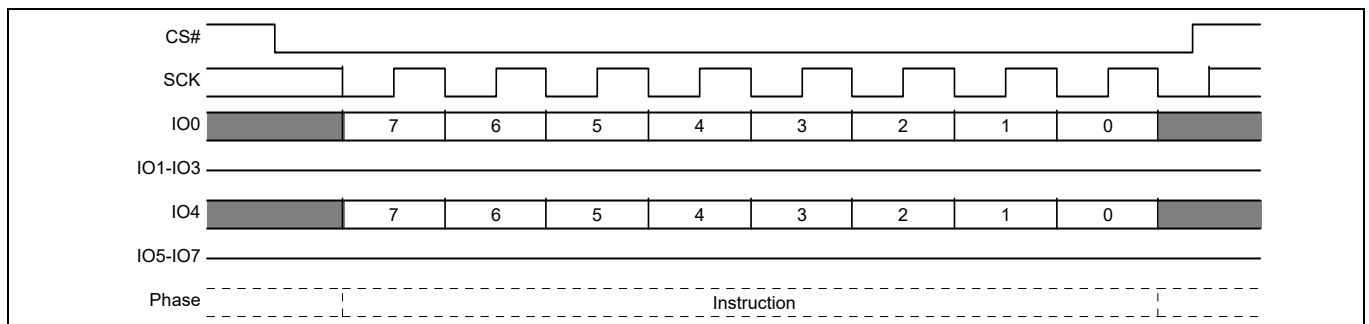 CS#
SCK
IO0 7 6 5 4 3 2 1 0
IO1-IO3
IO4 7 6 5 4 3 2 1 0
IO5-IO7
Phase Instruction